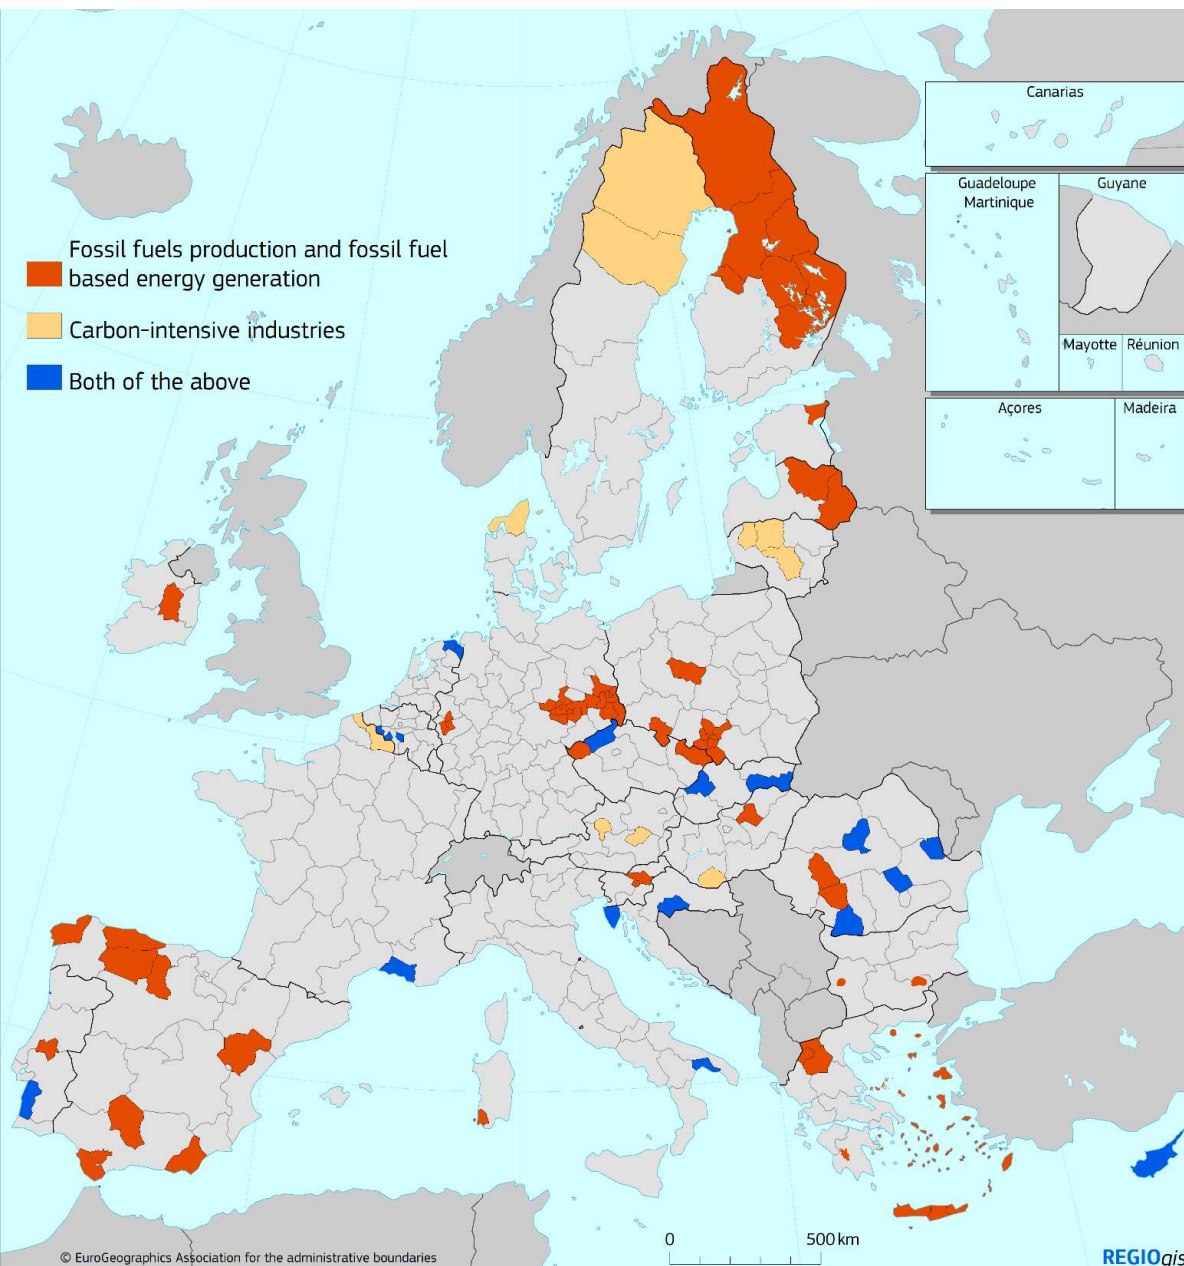 Canarias
Guadeloupe
Martinique
Guyane
Mayotte
Réunion
Açores
Madeira
Fossil fuels production and fossil fuel
based energy generation
Carbon-intensive industries
Both of the above
0
500 km
© EuroGeographics Association for the administrative boundaries
REGIOgis